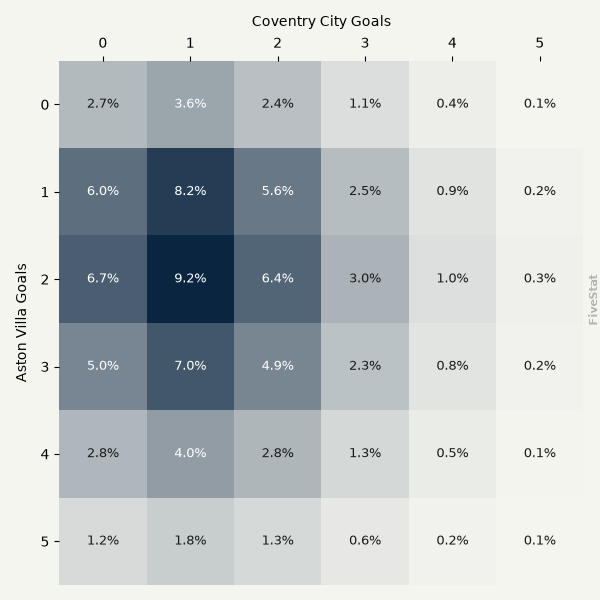 Coventry City Goals
0 1 2 3 4 5
0 2.7% 3.6% 2.4% 1.1% 0.4% 0.1%
1 6.0% 8.2% 5.6% 2.5% 0.9% 0.2%
2 6.7% 9.2% 6.4% 3.0% 1.0% 0.3%
3 5.0% 7.0% 4.9% 2.3% 0.8% 0.2%
4 2.8% 4.0% 2.8% 1.3% 0.5% 0.1%
5 1.2% 1.8% 1.3% 0.6% 0.2% 0.1%
Aston Villa Goals
FiveStat